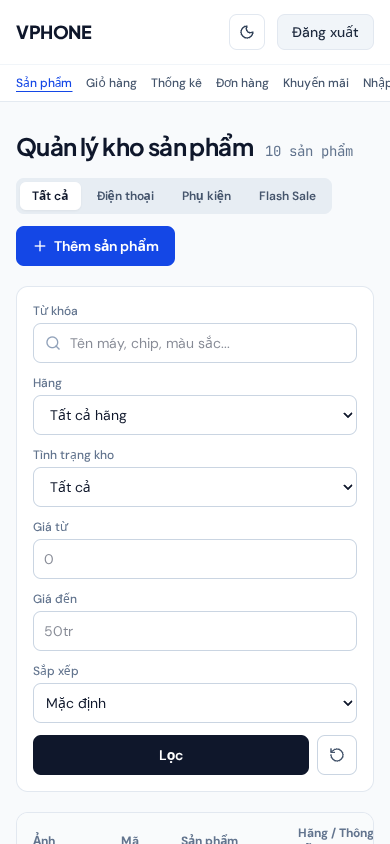 VPHONE
Đăng xuất
Sản phẩm Giỏ hàng Thống kê Đơn hàng Khuyến mãi Nhập
Quản lý kho sản phẩm 10 sản phẩm
Tất cả Điện thoại Phụ kiện Flash Sale
Thêm sản phẩm
Từ khóa
Tên máy, chip, màu sắc...
Hãng
Tất cả hãng
Tình trạng kho
Tất cả
Giá từ
0
Giá đến
50tr
Sắp xếp
Mặc định
Lọc
Ảnh Mã Sản phẩm Hãng / Thông